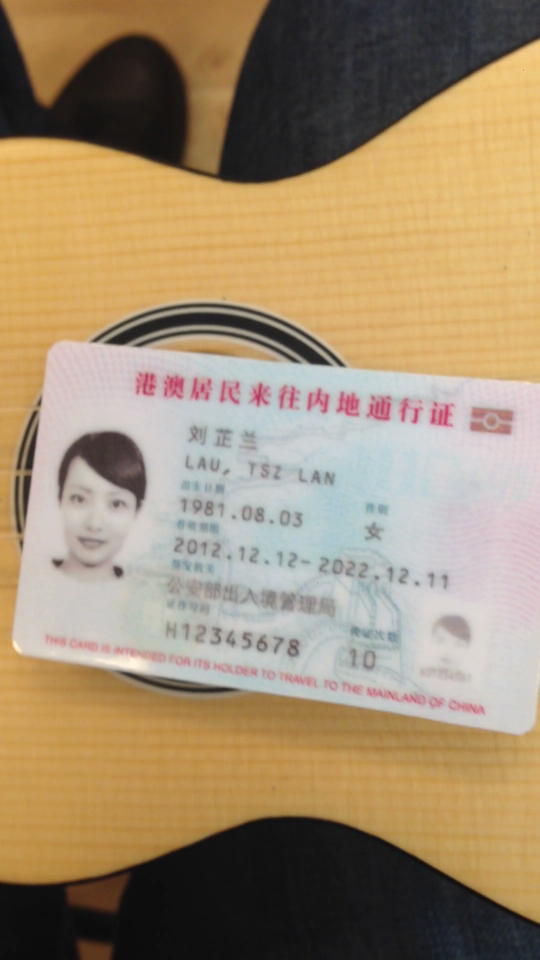 港澳居民来往内地通行证
刘芷兰
LAU, TSZ LAN
出生日期 性别
1981.08.03 女
有效期限
2012.12.12-2022.12.11
签发机关
公安部出入境管理局
证件号码 换证次数
H12345678 10
THIS CARD IS INTENDED FOR ITS HOLDER TO TRAVEL TO THE MAINLAND OF CHINA